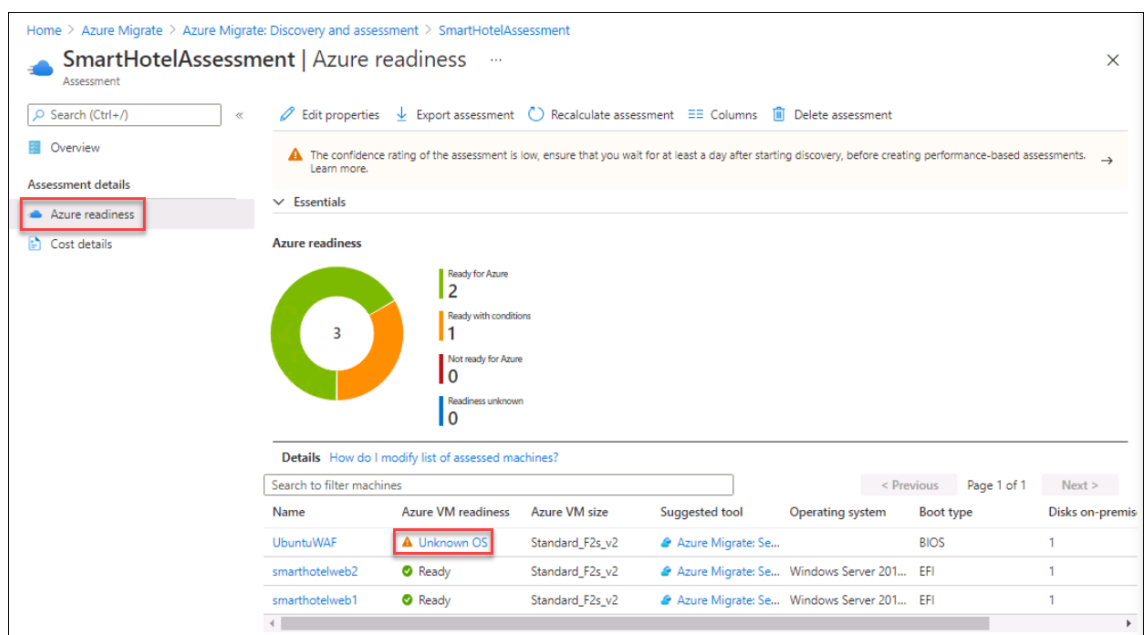 Home > Azure Migrate > Azure Migrate: Discovery and assessment > SmartHotelAssessment
SmartHotelAssessment | Azure readiness ...
Assessment
Search (Ctrl+/)
«
Edit properties
Export assessment
Recalculate assessment
Columns
Delete assessment
Overview
Assessment details
Azure readiness
Cost details
The confidence rating of the assessment is low, ensure that you wait for at least a day after starting discovery, before creating performance-based assessments.
Learn more.
Essentials
Azure readiness
3
Ready for Azure
2
Ready with conditions
1
Not ready for Azure
0
Readiness unknown
0
Details How do I modify list of assessed machines?
Search to filter machines
< Previous Page 1 of 1 Next >
Name Azure VM readiness Azure VM size Suggested tool Operating system Boot type Disks on-premis
UbuntuWAF Unknown OS Standard_F2s_v2 Azure Migrate: Se... BIOS 1
smarthotelweb2 Ready Standard_F2s_v2 Azure Migrate: Se... Windows Server 201... EFI 1
smarthotelweb1 Ready Standard_F2s_v2 Azure Migrate: Se... Windows Server 201... EFI 1